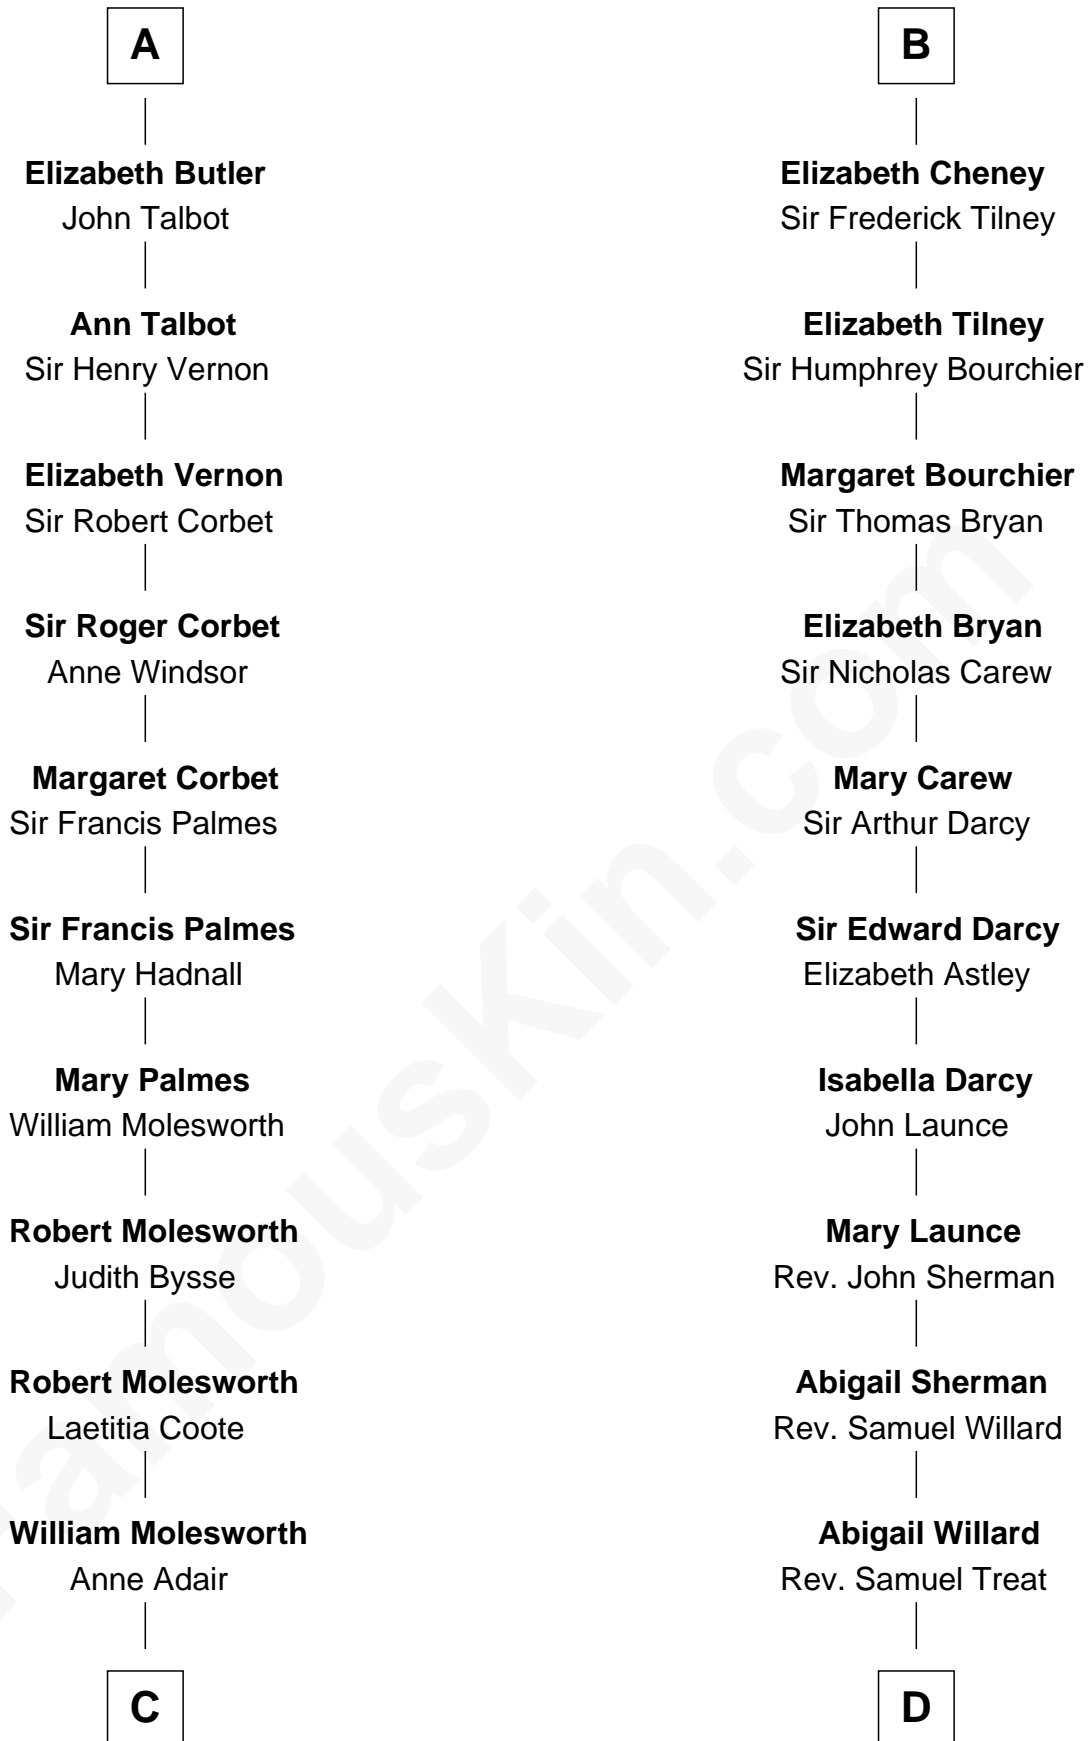 A
Elizabeth Butler
John Talbot
Ann Talbot
Sir Henry Vernon
Elizabeth Vernon
Sir Robert Corbet
Sir Roger Corbet
Anne Windsor
Margaret Corbet
Sir Francis Palmes
Sir Francis Palmes
Mary Hadnall
Mary Palmes
William Molesworth
Robert Molesworth
Judith Bysse
Robert Molesworth
Laetitia Coote
William Molesworth
Anne Adair
C
B
Elizabeth Cheney
Sir Frederick Tilney
Elizabeth Tilney
Sir Humphrey Bourchier
Margaret Bourchier
Sir Thomas Bryan
Elizabeth Bryan
Sir Nicholas Carew
Mary Carew
Sir Arthur Darcy
Sir Edward Darcy
Elizabeth Astley
Isabella Darcy
John Launce
Mary Launce
Rev. John Sherman
Abigail Sherman
Rev. Samuel Willard
Abigail Willard
Rev. Samuel Treat
D
FamousKin.com